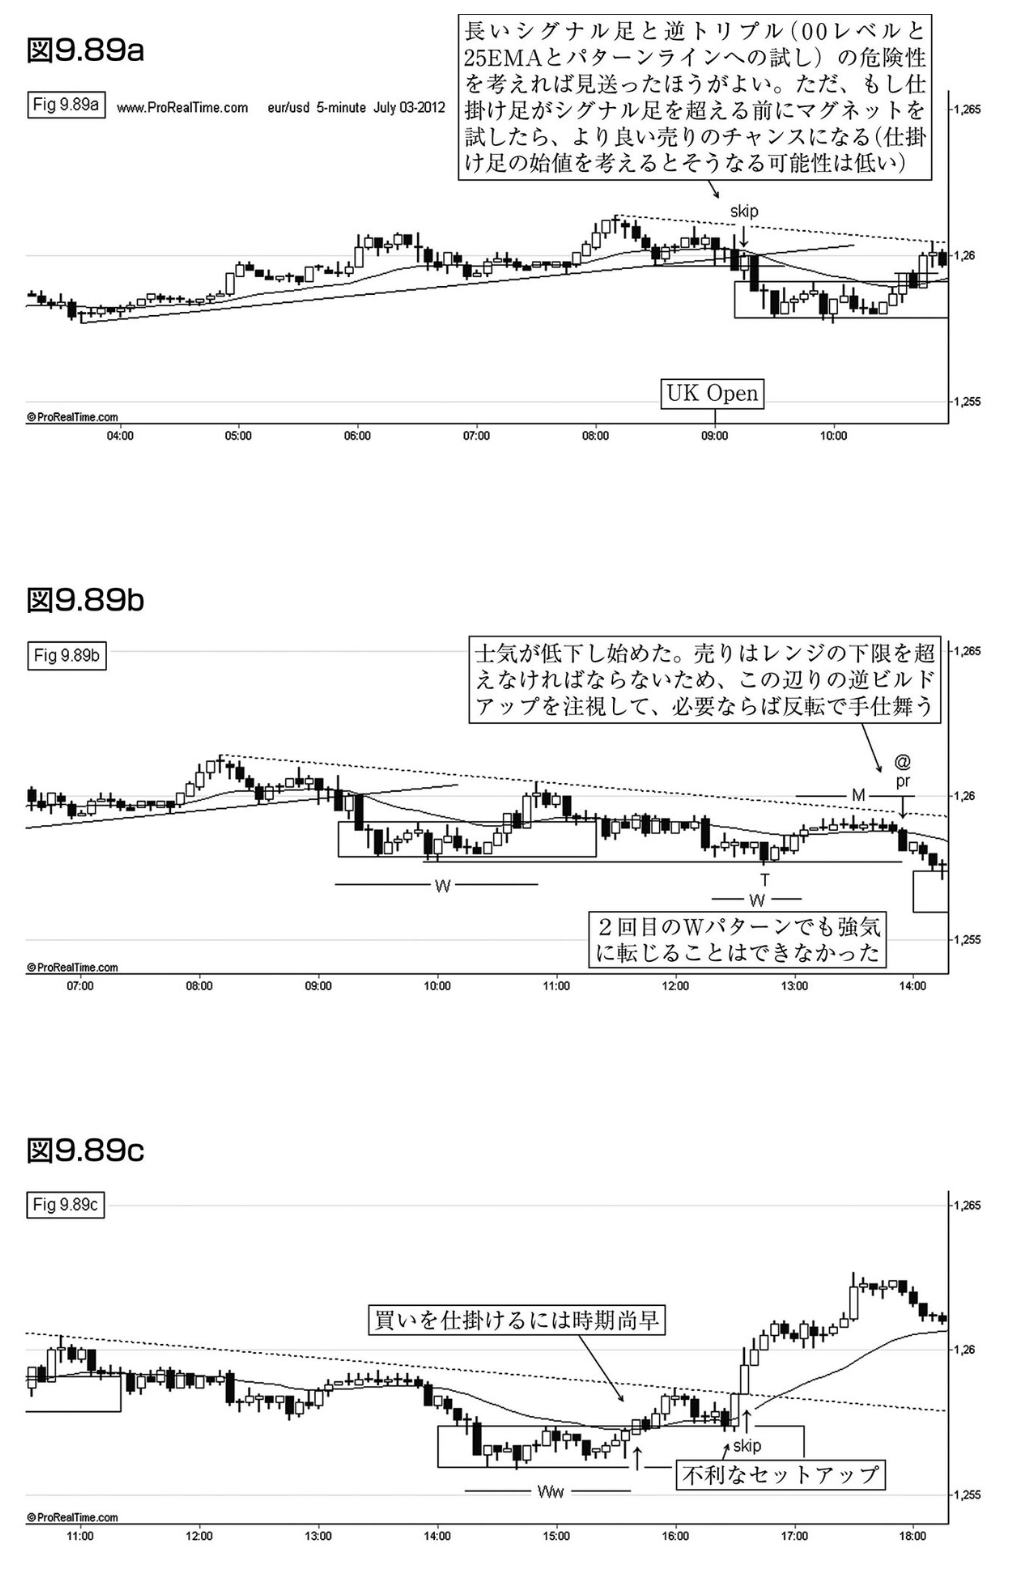 図9.89a
Fig 9.89a
www.ProRealTime.com eur/usd 5-minute July 03-2012
長いシグナル足と逆トリプル(00レベルと
25EMAとパターンラインへの試し)の危険性
を考えれば見送ったほうがよい。ただ、もし仕
掛け足がシグナル足を超える前にマグネットを
試したら、より良い売りのチャンスになる(仕掛
け足の始値を考えるとそうなる可能性は低い)
1,265
skip
1,26
UK Open
1,255
©ProRealTime.com
04:00 05:00 06:00 07:00 08:00 09:00 10:00
図9.89b
Fig 9.89b
士気が低下し始めた。売りはレンジの下限を超
えなければならないため、この辺りの逆ビルド
アップを注視して、必要ならば反転で手仕舞う
1,265
@
pr
M
1,26
T
W
W
2回目のWパターンでも強気
に転じることはできなかった
1,255
©ProRealTime.com
07:00 08:00 09:00 10:00 11:00 12:00 13:00 14:00
図9.89c
Fig 9.89c
1,265
買いを仕掛けるには時期尚早
1,26
skip
不利なセットアップ
Ww
1,255
©ProRealTime.com
11:00 12:00 13:00 14:00 15:00 16:00 17:00 18:00